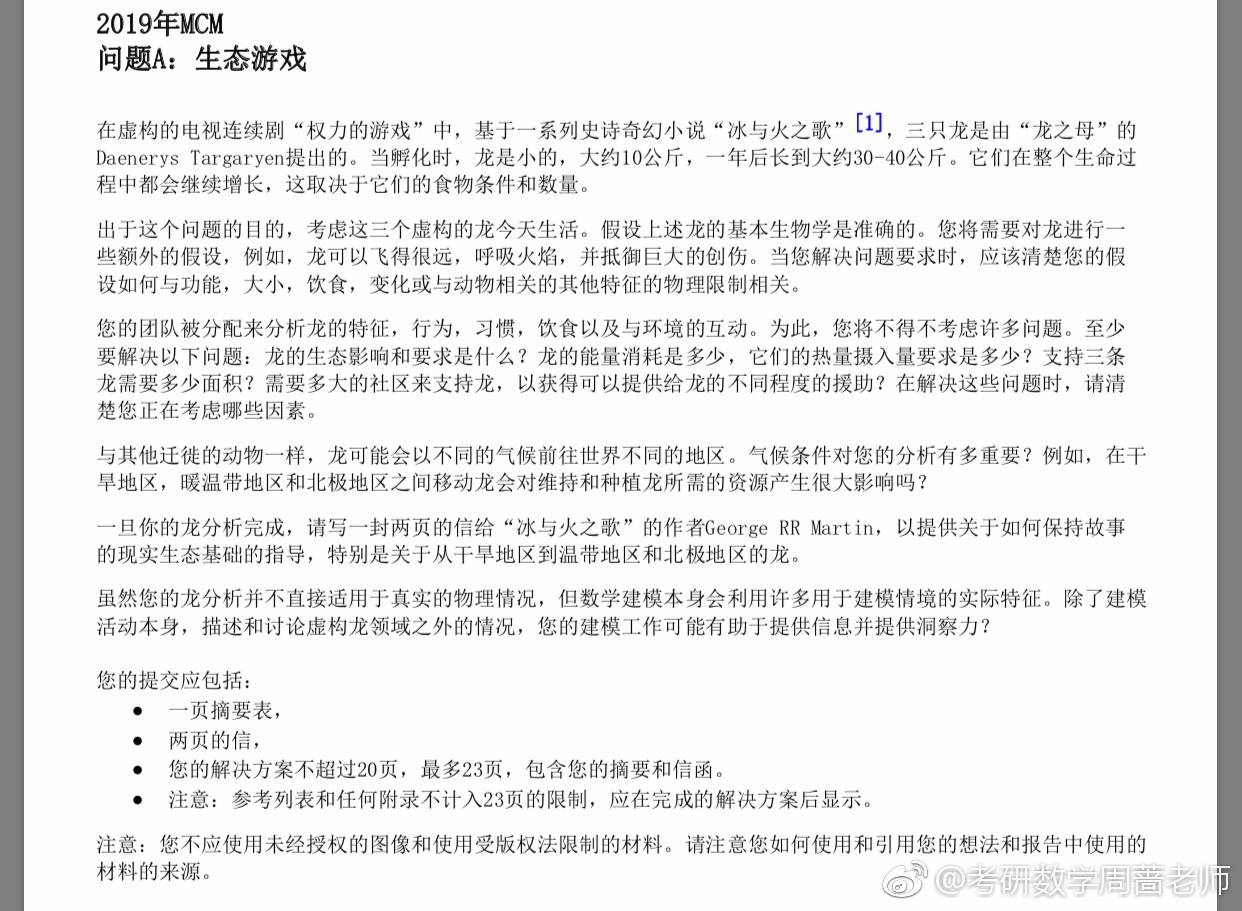 2019年MCM
问题A：生态游戏
在虚构的电视连续剧“权力的游戏”中，基于一系列史诗奇幻小说“冰与火之歌”[1]，三只龙是由“龙之母”的
Daenerys Targaryen提出的。当孵化时，龙是小的，大约10公斤，一年后长到大约30-40公斤。它们在整个生命过
程中都会继续增长，这取决于它们的食物条件和数量。
出于这个问题的目的，考虑这三个虚构的龙今天生活。假设上述龙的基本生物学是准确的。您将需要对龙进行一
些额外的假设，例如，龙可以飞得很远，呼吸火焰，并抵御巨大的创伤。当您解决问题要求时，应该清楚您的假
设如何与功能，大小，饮食，变化或与动物相关的其他特征的物理限制相关。
您的团队被分配来分析龙的特征，行为，习惯，饮食以及与环境的互动。为此，您将不得不考虑许多问题。至少
要解决以下问题：龙的生态影响和要求是什么？龙的能量消耗是多少，它们的热量摄入量要求是多少？支持三条
龙需要多少面积？需要多大的社区来支持龙，以获得可以提供给龙的不同程度的援助？在解决这些问题时，请清
楚您正在考虑哪些因素。
与其他迁徙的动物一样，龙可能会以不同的气候前往世界不同的地区。气候条件对您的分析有多重要？例如，在干
旱地区，暖温带地区和北极地区之间移动龙会对维持和种植龙所需的资源产生很大影响吗？
一旦你的龙分析完成，请写一封两页的信给“冰与火之歌”的作者George RR Martin，以提供关于如何保持故事
的现实生态基础的指导，特别是关于从干旱地区到温带地区和北极地区的龙。
虽然您的龙分析并不直接适用于真实的物理情况，但数学建模本身会利用许多用于建模情境的实际特征。除了建模
活动本身，描述和讨论虚构龙领域之外的情况，您的建模工作可能有助于提供信息并提供洞察力？
您的提交应包括：
● 一页摘要表，
● 两页的信，
● 您的解决方案不超过20页，最多23页，包含您的摘要和信函。
● 注意：参考列表和任何附录不计入23页的限制，应在完成的解决方案后显示。
注意：您不应使用未经授权的图像和使用受版权法限制的材料。请注意您如何使用和引用您的想法和报告中使用的
材料的来源。
@考研数学周蔷老师